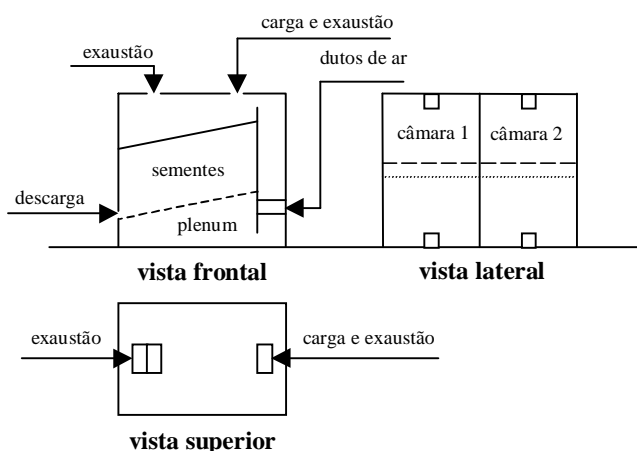 carga e exaustão
exaustão
dutos de ar
câmara 1
câmara 2
sementes
descarga
plenum
vista frontal
vista lateral
exaustão
carga e exaustão
vista superior